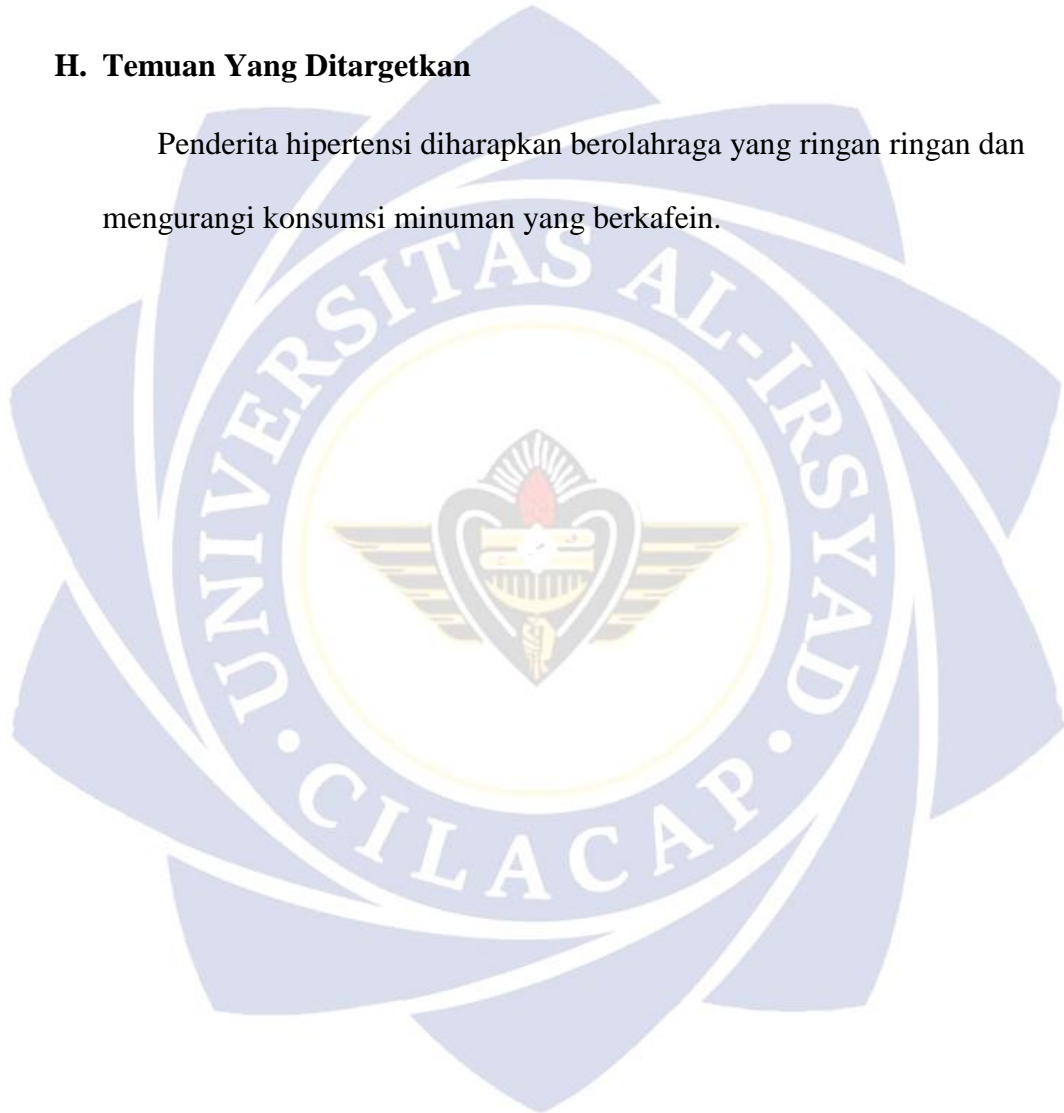 H. Temuan Yang Ditargetkan
Penderita hipertensi diharapkan berolahraga yang ringan ringan dan
mengurangi konsumsi minuman yang berkafein.
UNIVERSITAS AL-IRSYAD
CILACAP